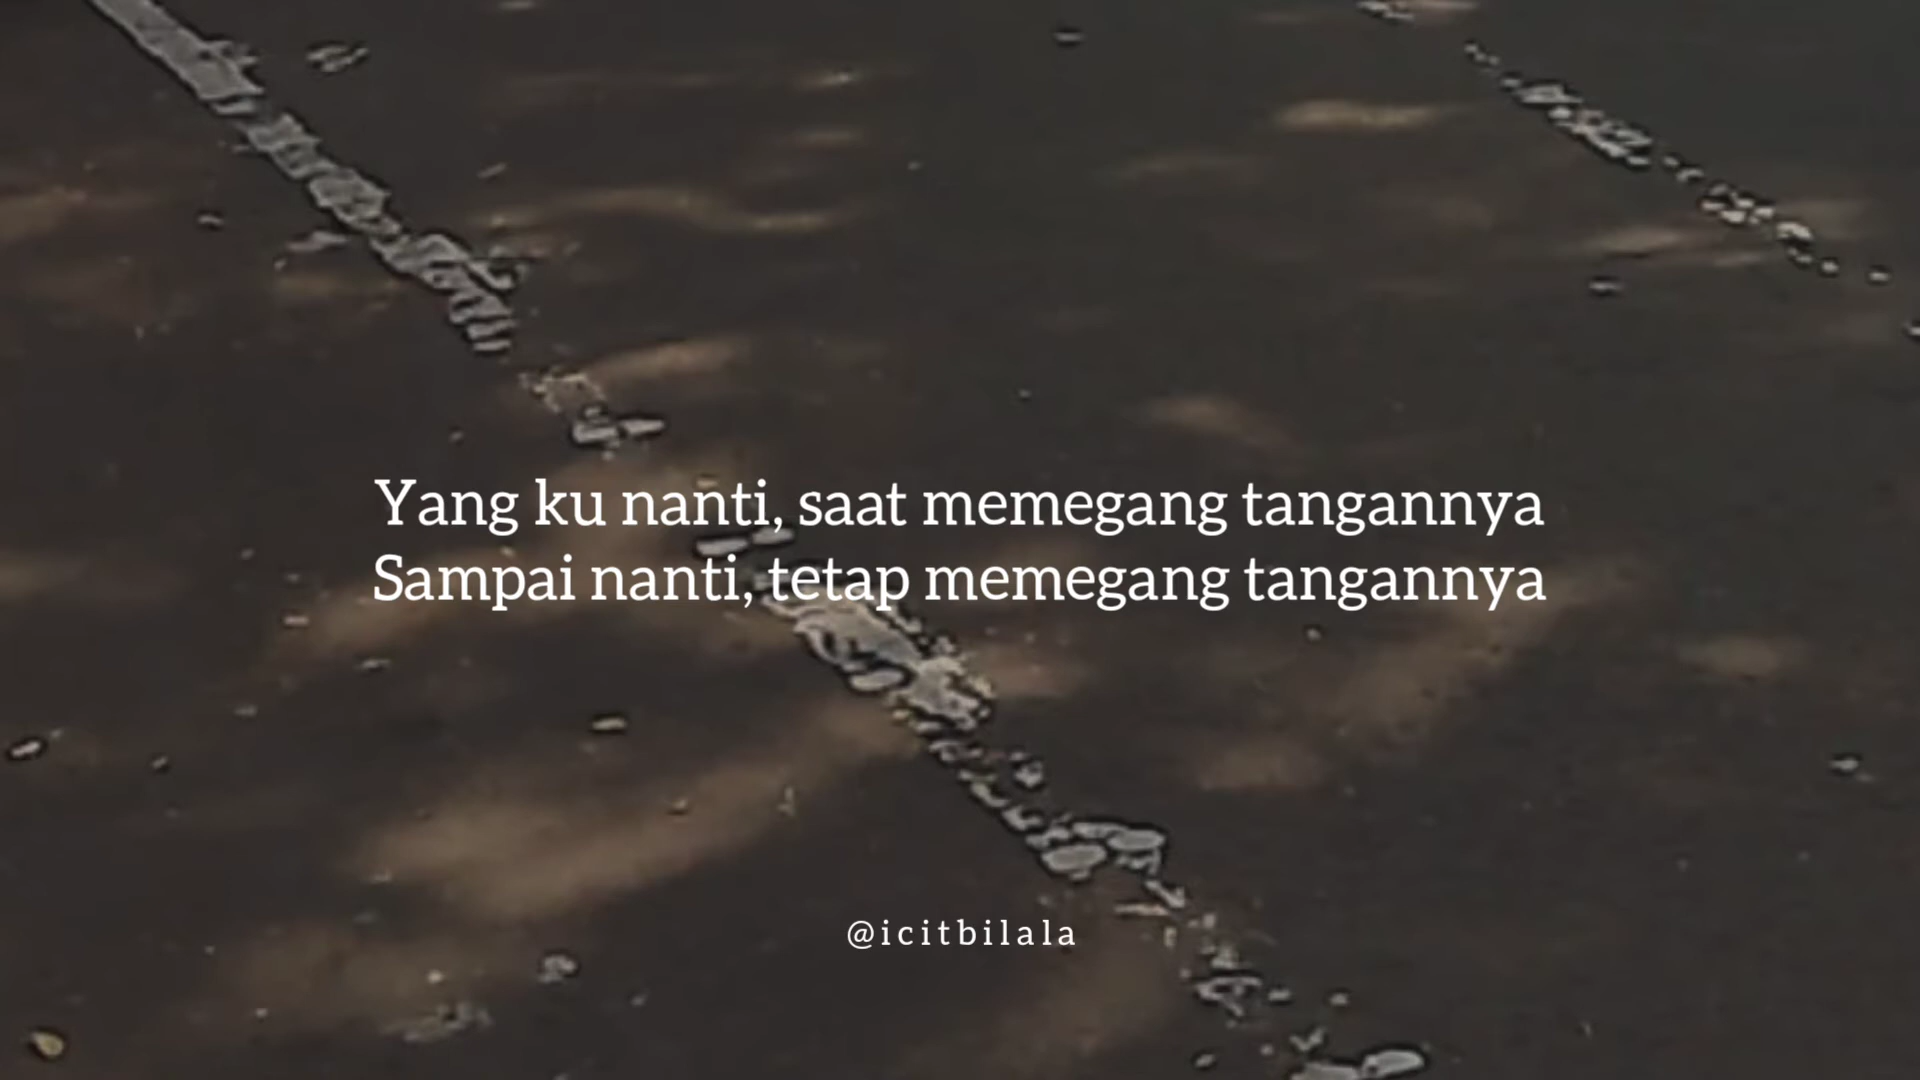 Yang ku nanti, saat memegang tangannya
Sampai nanti, tetap memegang tangannya
@icitbilala